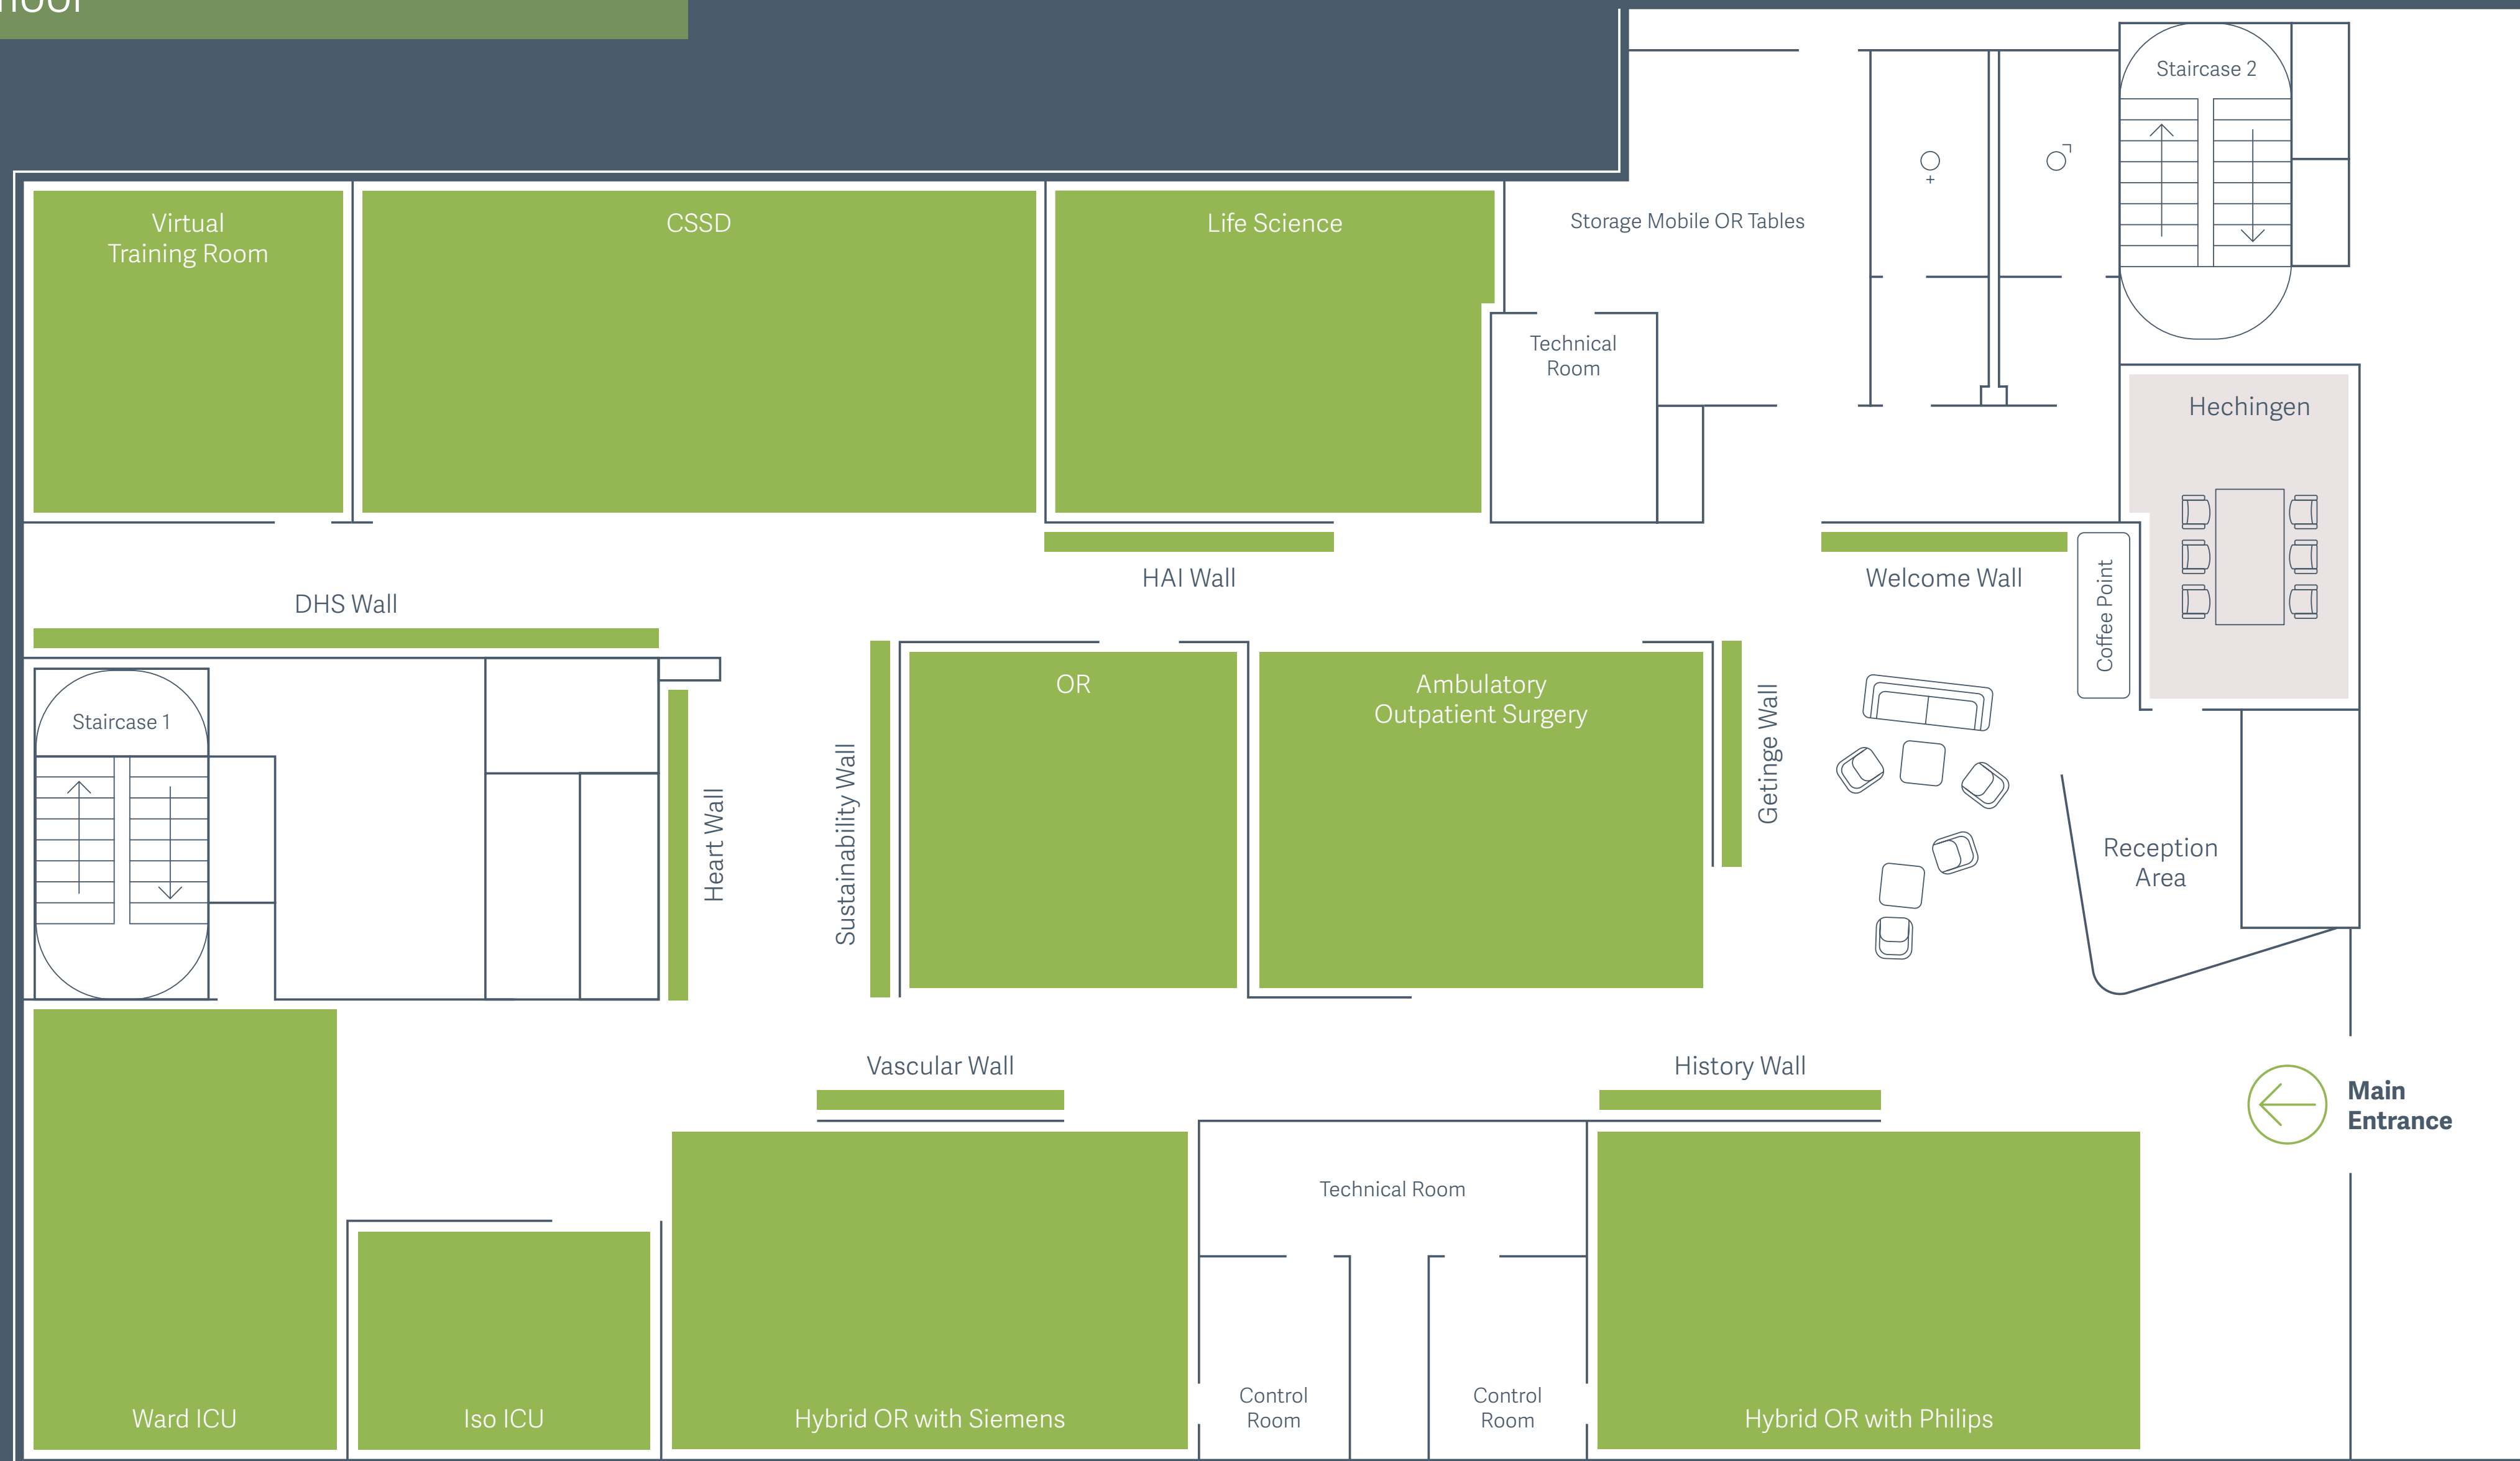 Staircase 2
Virtual
Training Room
CSSD
Life Science
Storage Mobile OR Tables
Technical
Room
Hechingen
HAI Wall
Welcome Wall
Coffee Point
DHS Wall
Staircase 1
Heart Wall
Sustainability Wall
OR
Ambulatory
Outpatient Surgery
Getinge Wall
Reception
Area
Vascular Wall
History Wall
Main
Entrance
Technical Room
Control
Room
Control
Room
Ward ICU
Iso ICU
Hybrid OR with Siemens
Hybrid OR with Philips